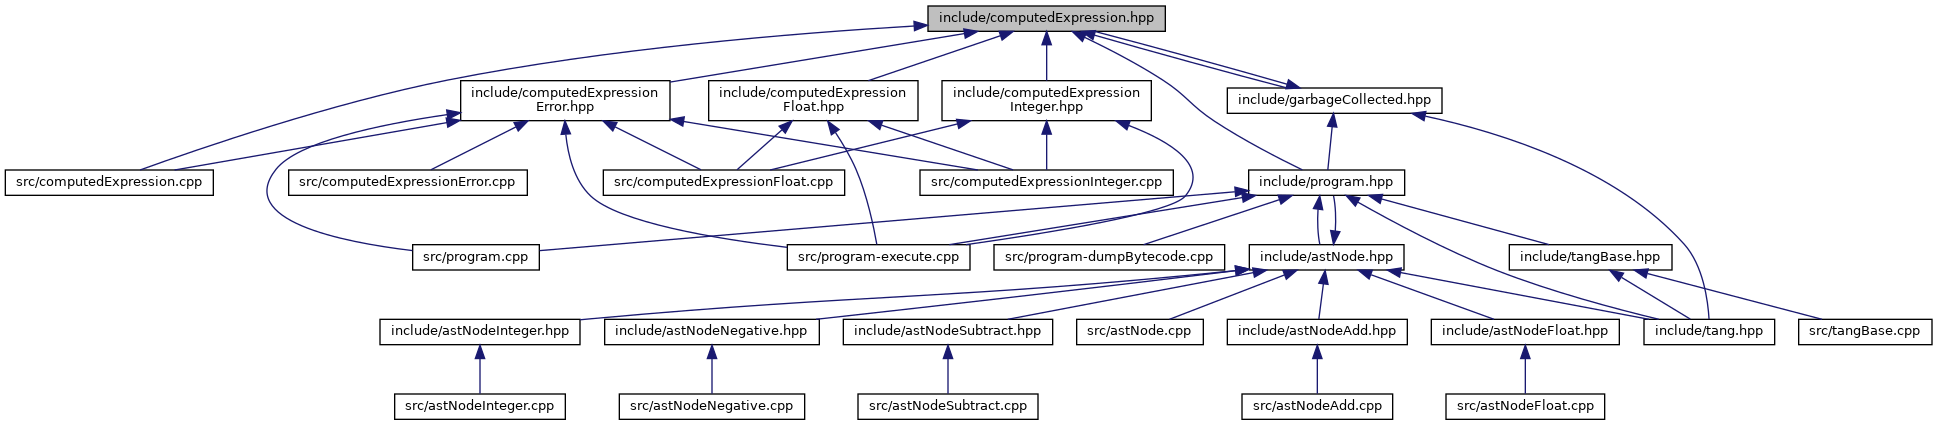 include/computedExpression.hpp
include/computedExpression
Error.hpp
include/computedExpression
Float.hpp
include/computedExpression
Integer.hpp
include/garbageCollected.hpp
src/computedExpression.cpp
src/computedExpressionError.cpp
src/computedExpressionFloat.cpp
src/computedExpressionInteger.cpp
include/program.hpp
src/program.cpp
src/program-execute.cpp
src/program-dumpBytecode.cpp
include/astNode.hpp
include/tangBase.hpp
include/astNodeInteger.hpp
include/astNodeNegative.hpp
include/astNodeSubtract.hpp
src/astNode.cpp
include/astNodeAdd.hpp
include/astNodeFloat.hpp
include/tang.hpp
src/tangBase.cpp
src/astNodeInteger.cpp
src/astNodeNegative.cpp
src/astNodeSubtract.cpp
src/astNodeAdd.cpp
src/astNodeFloat.cpp